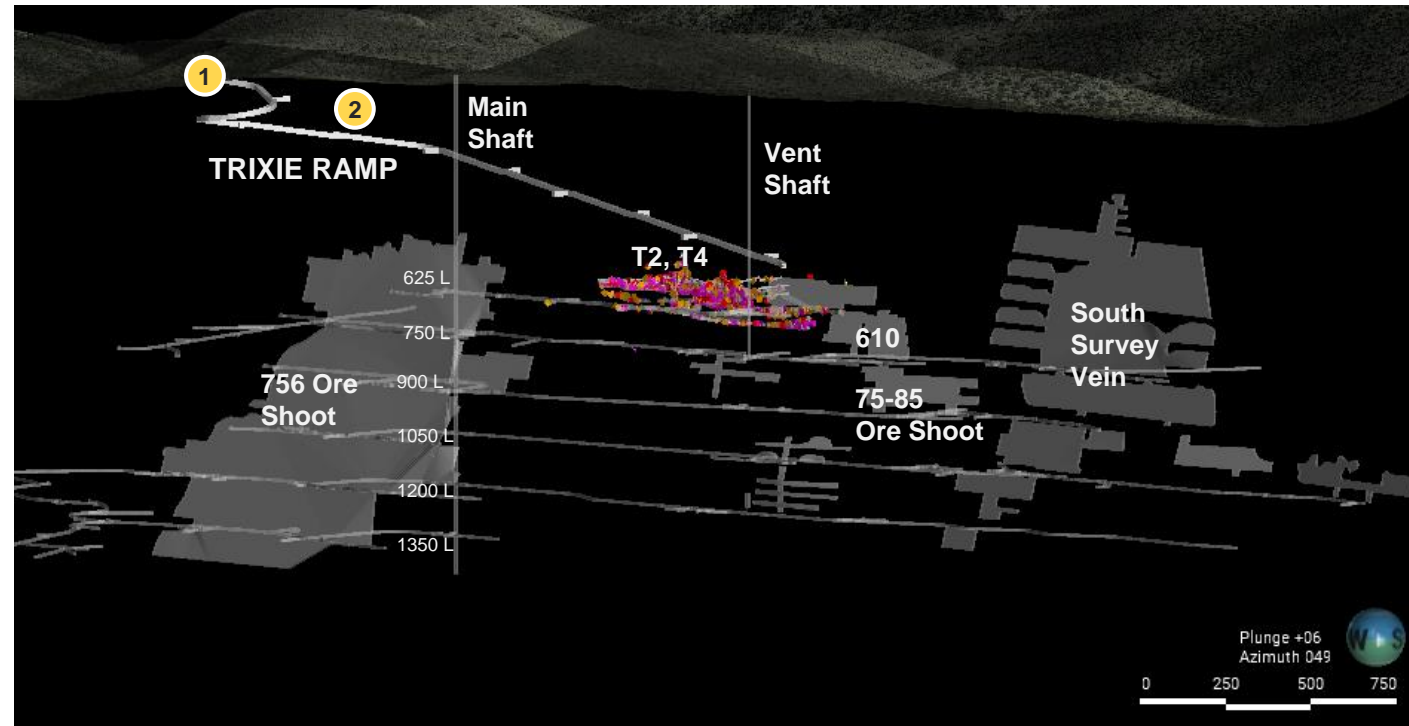 1
2
Main
Shaft
TRIXIE RAMP
Vent
Shaft
T2, T4
625 L
750 L
610
South
Survey
Vein
756 Ore
Shoot
900 L
75-85
Ore Shoot
1050 L
1200 L
1350 L
Plunge +06
Azimuth 049
W S
0 250 500 750